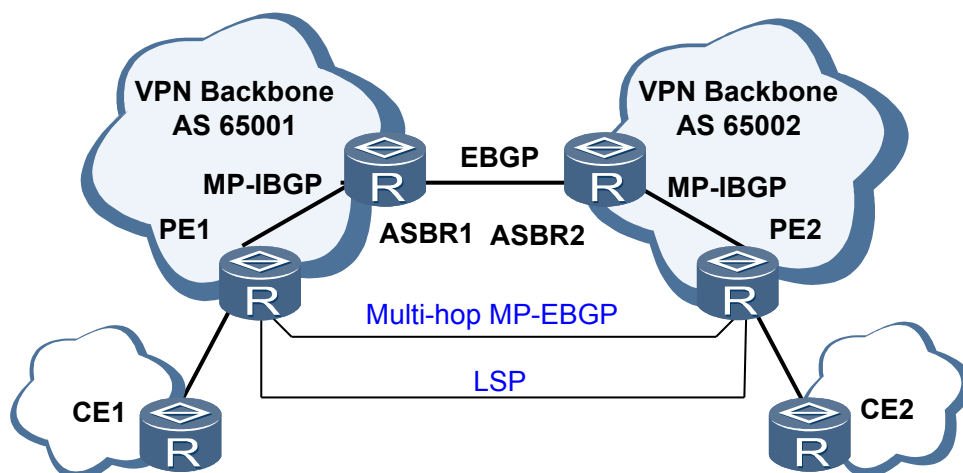 VPN Backbone
AS 65001
VPN Backbone
AS 65002
EBGP
MP-IBGP
R
R
MP-IBGP
PE1
ASBR1
ASBR2
PE2
R
R
Multi-hop MP-EBGP
LSP
CE1
R
R
CE2